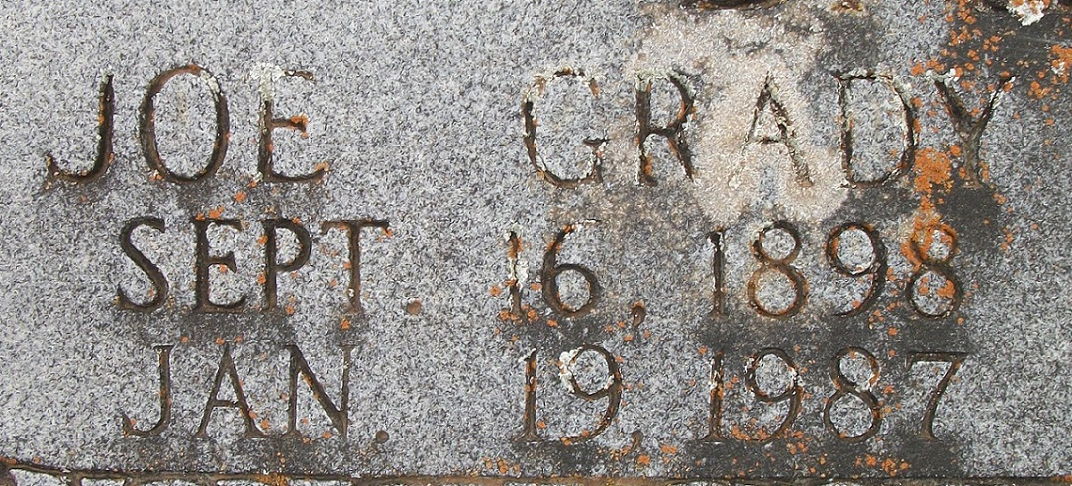 JOE GRADY
SEPT. 16, 1898
JAN. 19, 1987